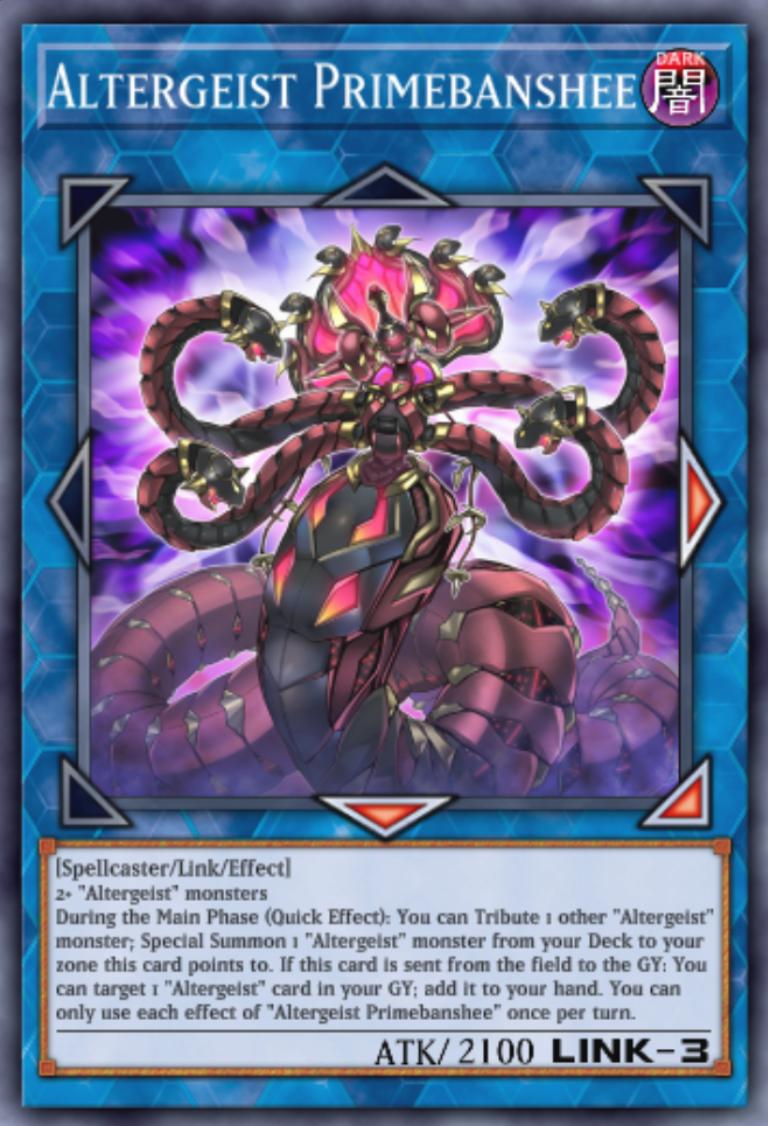 ALTERGEIST PRIMEBANSHEE
DARK
闇
[Spellcaster/Link/Effect]
2+ "Altergeist" monsters
During the Main Phase (Quick Effect): You can Tribute 1 other "Altergeist"
monster; Special Summon 1 "Altergeist" monster from your Deck to your
zone this card points to. If this card is sent from the field to the GY: You
can target 1 "Altergeist" card in your GY; add it to your hand. You can
only use each effect of "Altergeist Primebanshee" once per turn.
ATK/2100 LINK-3